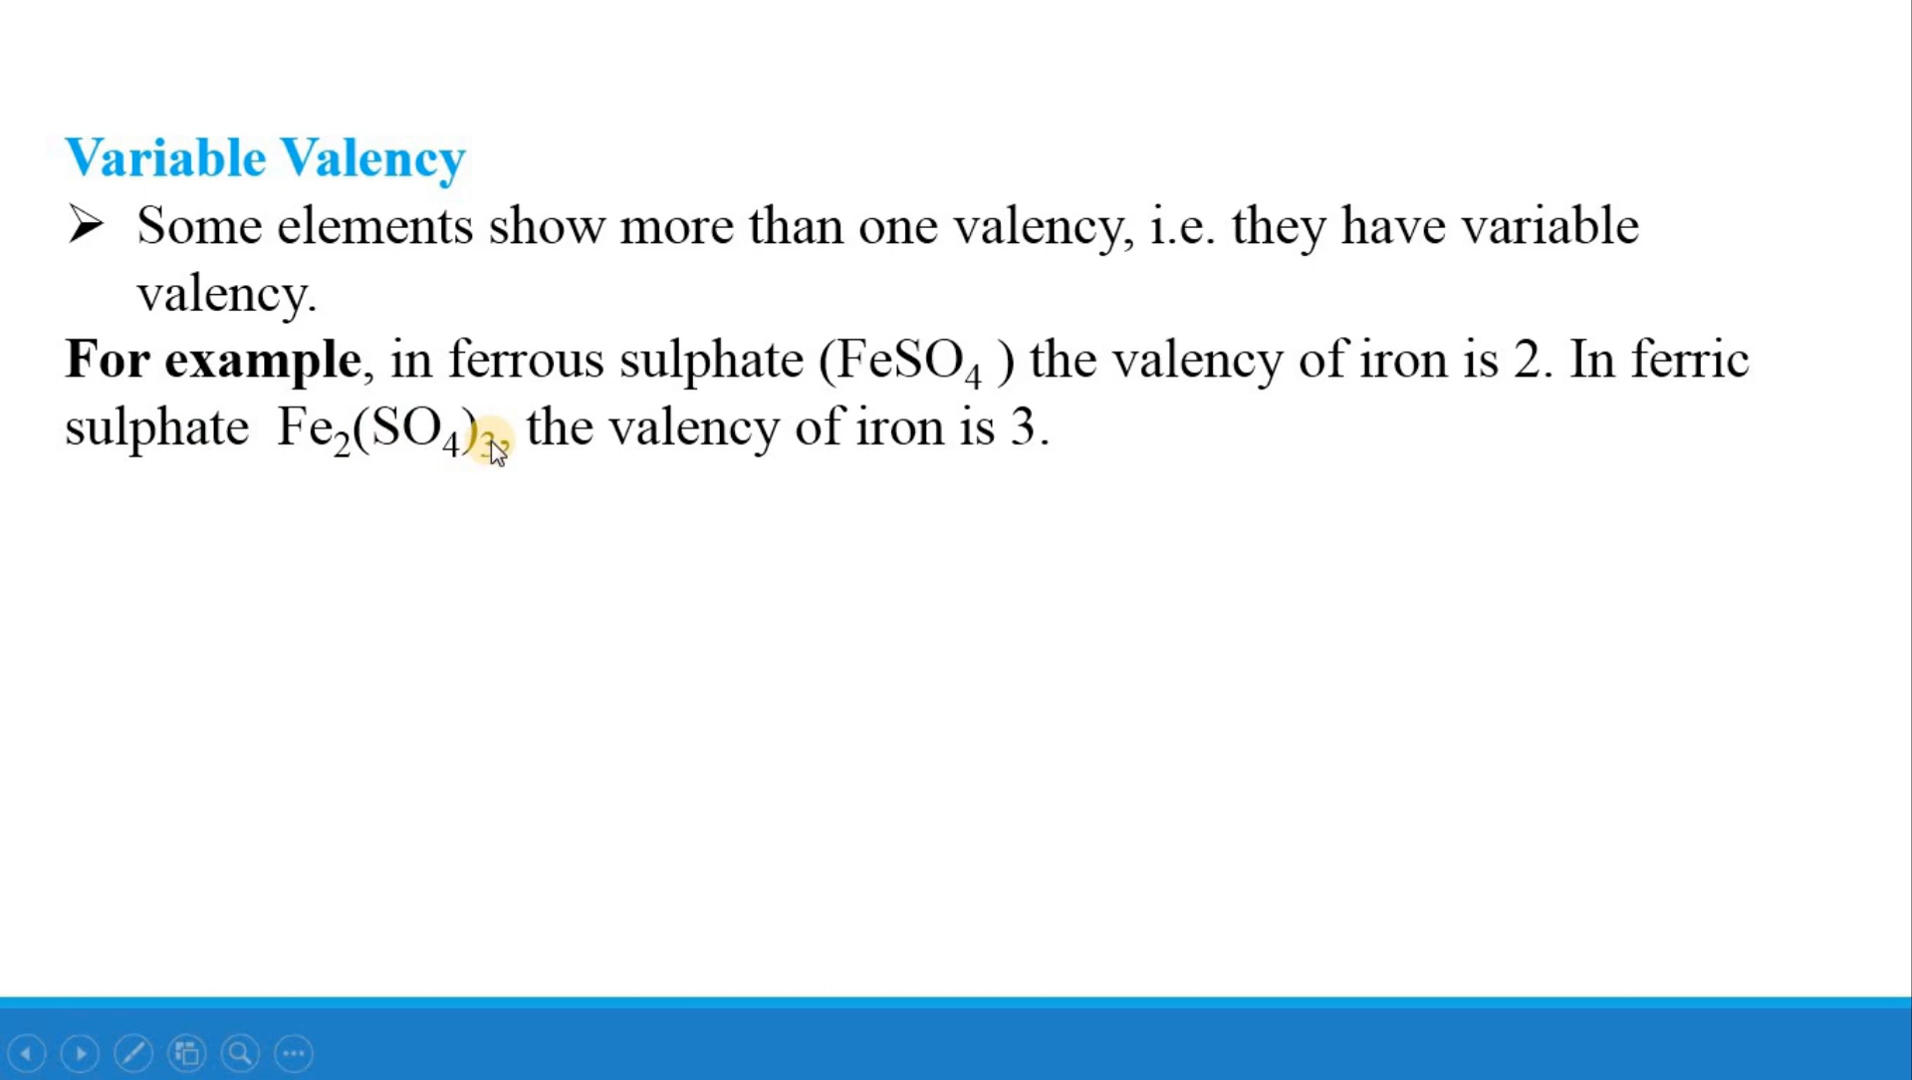 Variable Valency
➢ Some elements show more than one valency, i.e. they have variable
valency.
For example, in ferrous sulphate (FeSO₄ ) the valency of iron is 2. In ferric
sulphate Fe₂(SO₄)₃, the valency of iron is 3.